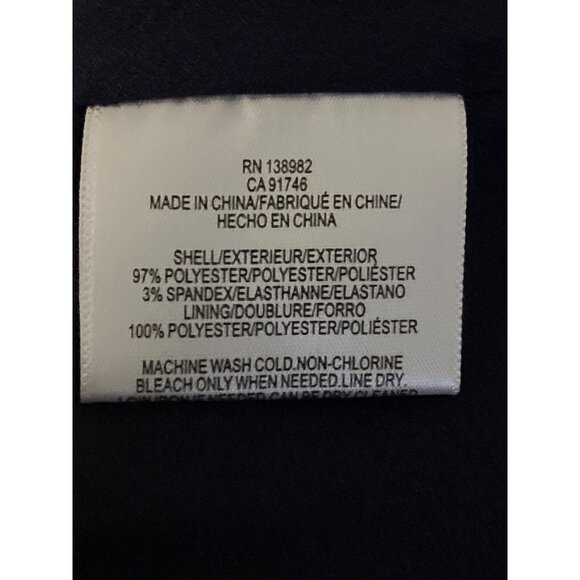 RN 138982
CA 91746
MADE IN CHINA/FABRIQUÉ EN CHINE/
HECHO EN CHINA
SHELL/EXTERIEUR/EXTERIOR
97% POLYESTER/POLYESTER/POLIÉSTER
3% SPANDEX/ELASTHANNE/ELASTANO
LINING/DOUBLURE/FORRO
100% POLYESTER/POLYESTER/POLIÉSTER
MACHINE WASH COLD.NON-CHLORINE
BLEACH ONLY WHEN NEEDED.LINE DRY.